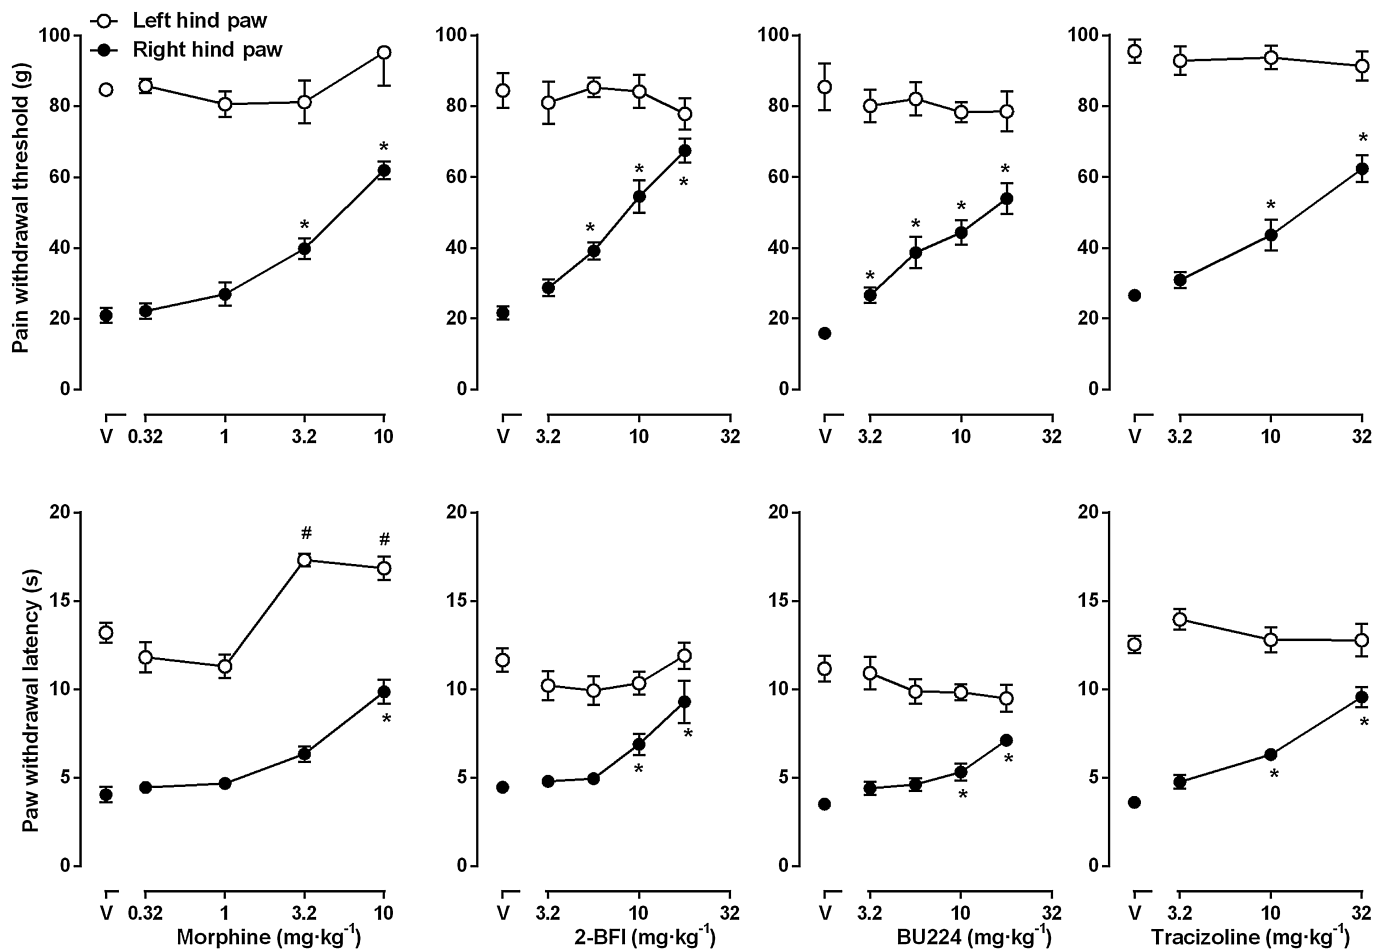 Left hind paw
Right hind paw
Pain withdrawal threshold (g)
100
80
60
40
20
0
* *
V 0.32 1 3.2 10
100
80
60
40
20
0
* * *
V 3.2 10 32
100
80
60
40
20
0
* * * *
V 3.2 10 32
100
80
60
40
20
0
* *
V 3.2 10 32
Paw withdrawal latency (s)
20
15
10
5
0
# #
*
V 0.32 1 3.2 10
Morphine (mg·kg⁻¹)
20
15
10
5
0
* *
V 3.2 10 32
2-BFI (mg·kg⁻¹)
20
15
10
5
0
* *
V 3.2 10 32
BU224 (mg·kg⁻¹)
20
15
10
5
0
* *
V 3.2 10 32
Tracizoline (mg·kg⁻¹)